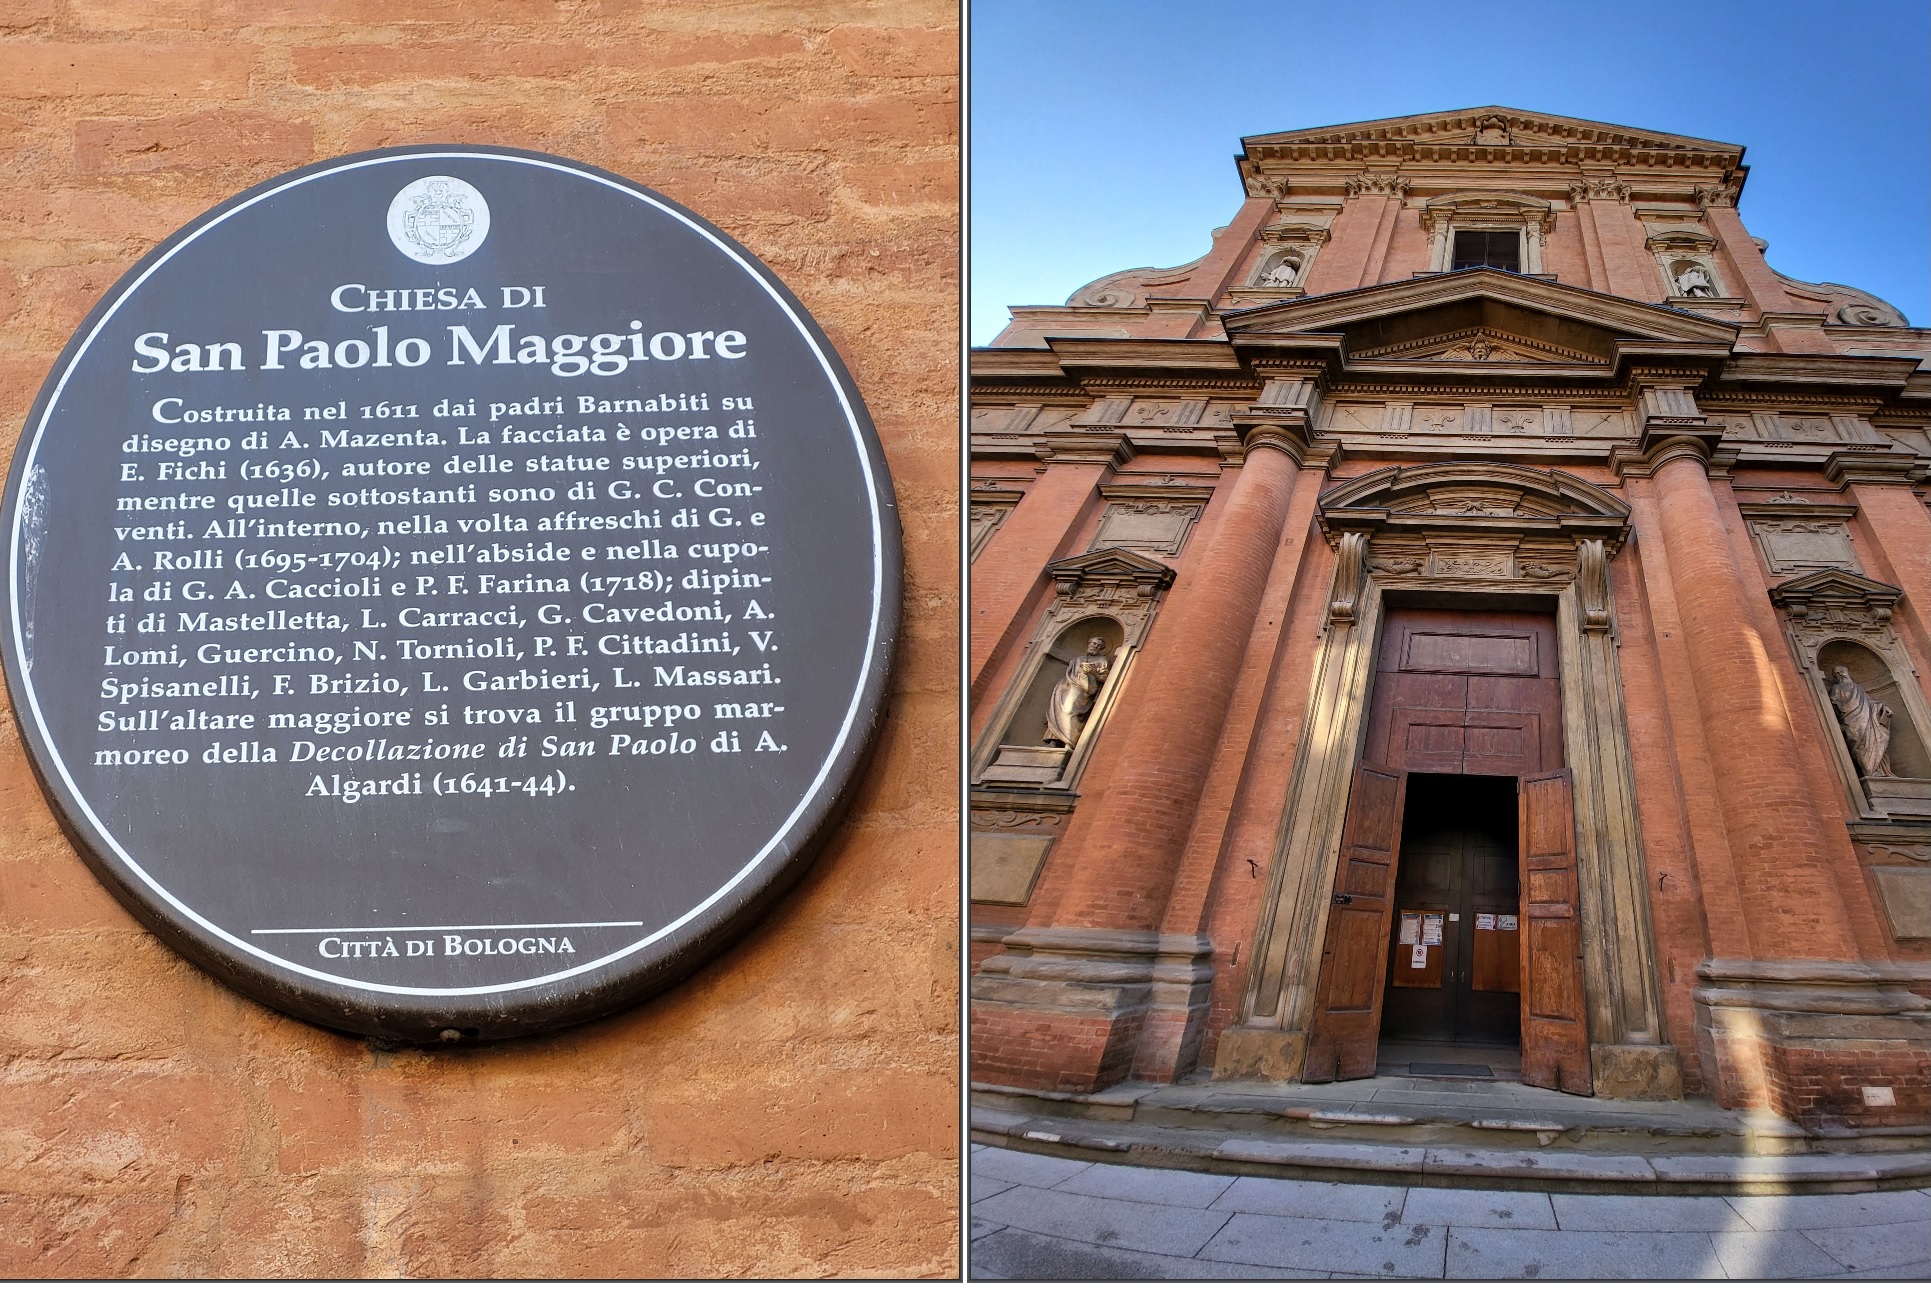 CHIESA DI
San Paolo Maggiore
Costruita nel 1611 dai padri Barnabiti su
disegno di A. Mazenta. La facciata è opera di
E. Fichi (1636), autore delle statue superiori,
mentre quelle sottostanti sono di G. C. Con-
venti. All'interno, nella volta affreschi di G. e
A. Rolli (1695-1704); nell'abside e nella cupo-
la di G. A. Caccioli e P. F. Farina (1718); dipin-
ti di Mastelletta, L. Carracci, G. Cavedoni, A.
Lomi, Guercino, N. Tornioli, P. F. Cittadini, V.
Spisanelli, F. Brizio, L. Garbieri, L. Massari.
Sull'altare maggiore si trova il gruppo mar-
moreo della Decollazione di San Paolo di A.
Algardi (1641-44).
CITTÀ DI BOLOGNA